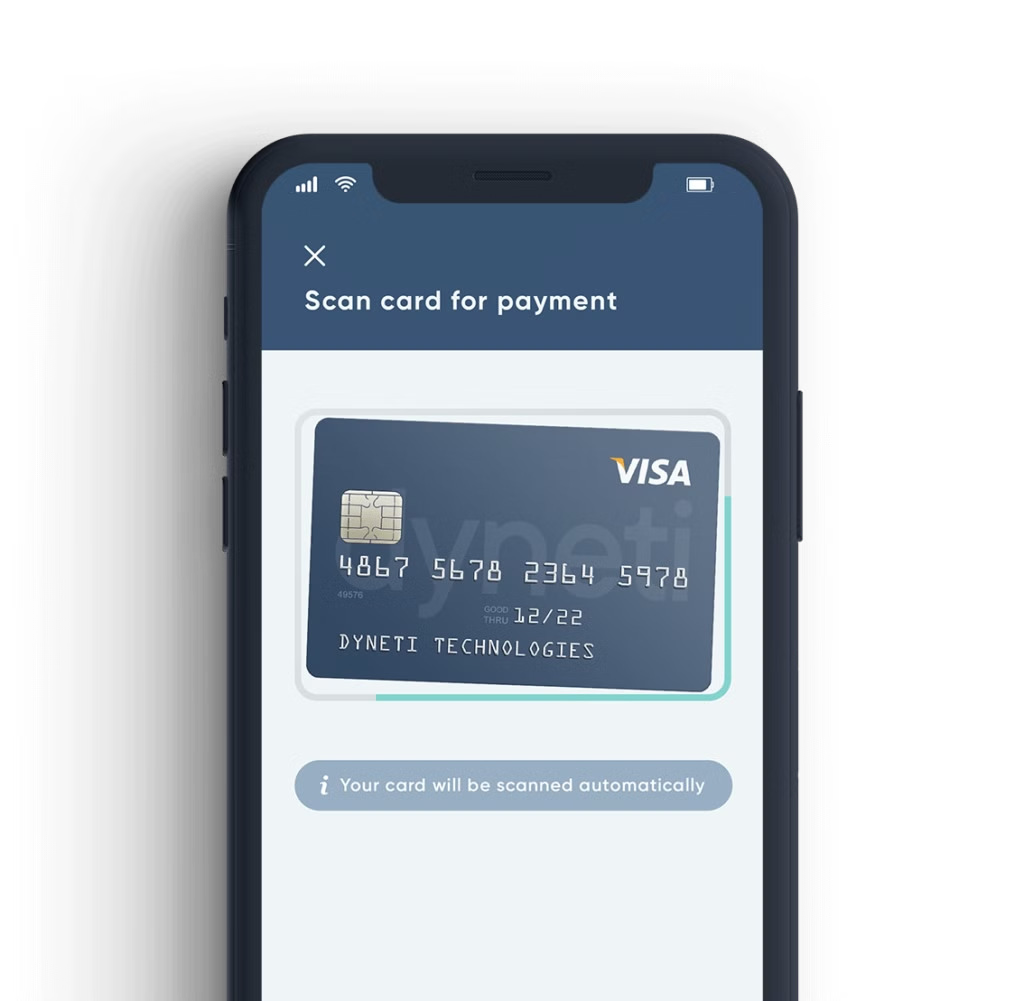 Scan card for payment
VISA
dyneti
4867 5678 2364 5978
49576
GOOD
THRU 12/22
DYNETI TECHNOLOGIES
i Your card will be scanned automatically